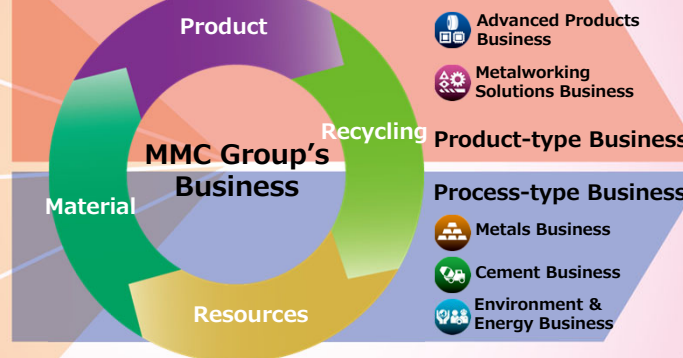 Product
Recycling
MMC Group's
Business
Material
Resources
Advanced Products
Business
Metalworking
Solutions Business
Product-type Business
Process-type Business
Metals Business
Cement Business
Environment &
Energy Business